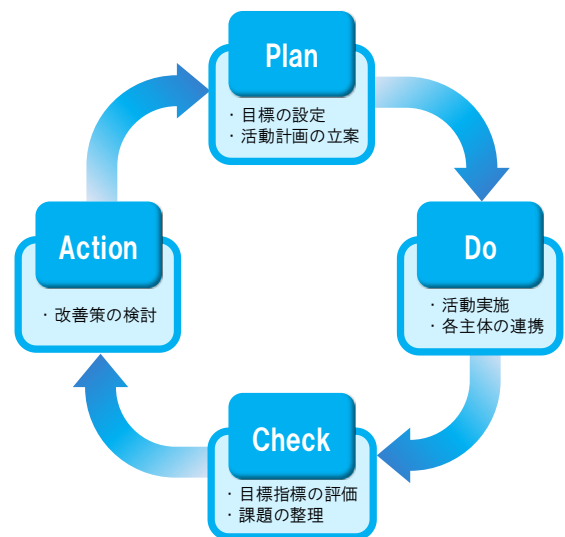 Plan
・目標の設定
・活動計画の立案
Do
・活動実施
・各主体の連携
Check
・目標指標の評価
・課題の整理
Action
・改善策の検討